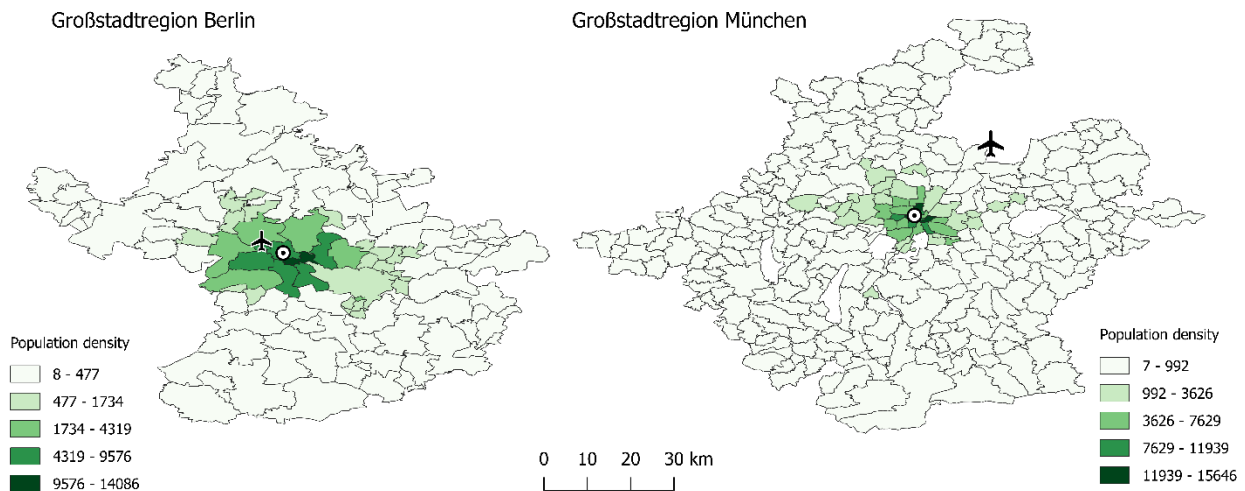 Großstadtregion Berlin
Großstadtregion München
Population density
8 - 477
477 - 1734
1734 - 4319
4319 - 9576
9576 - 14086
0 10 20 30 km
Population density
7 - 992
992 - 3626
3626 - 7629
7629 - 11939
11939 - 15646